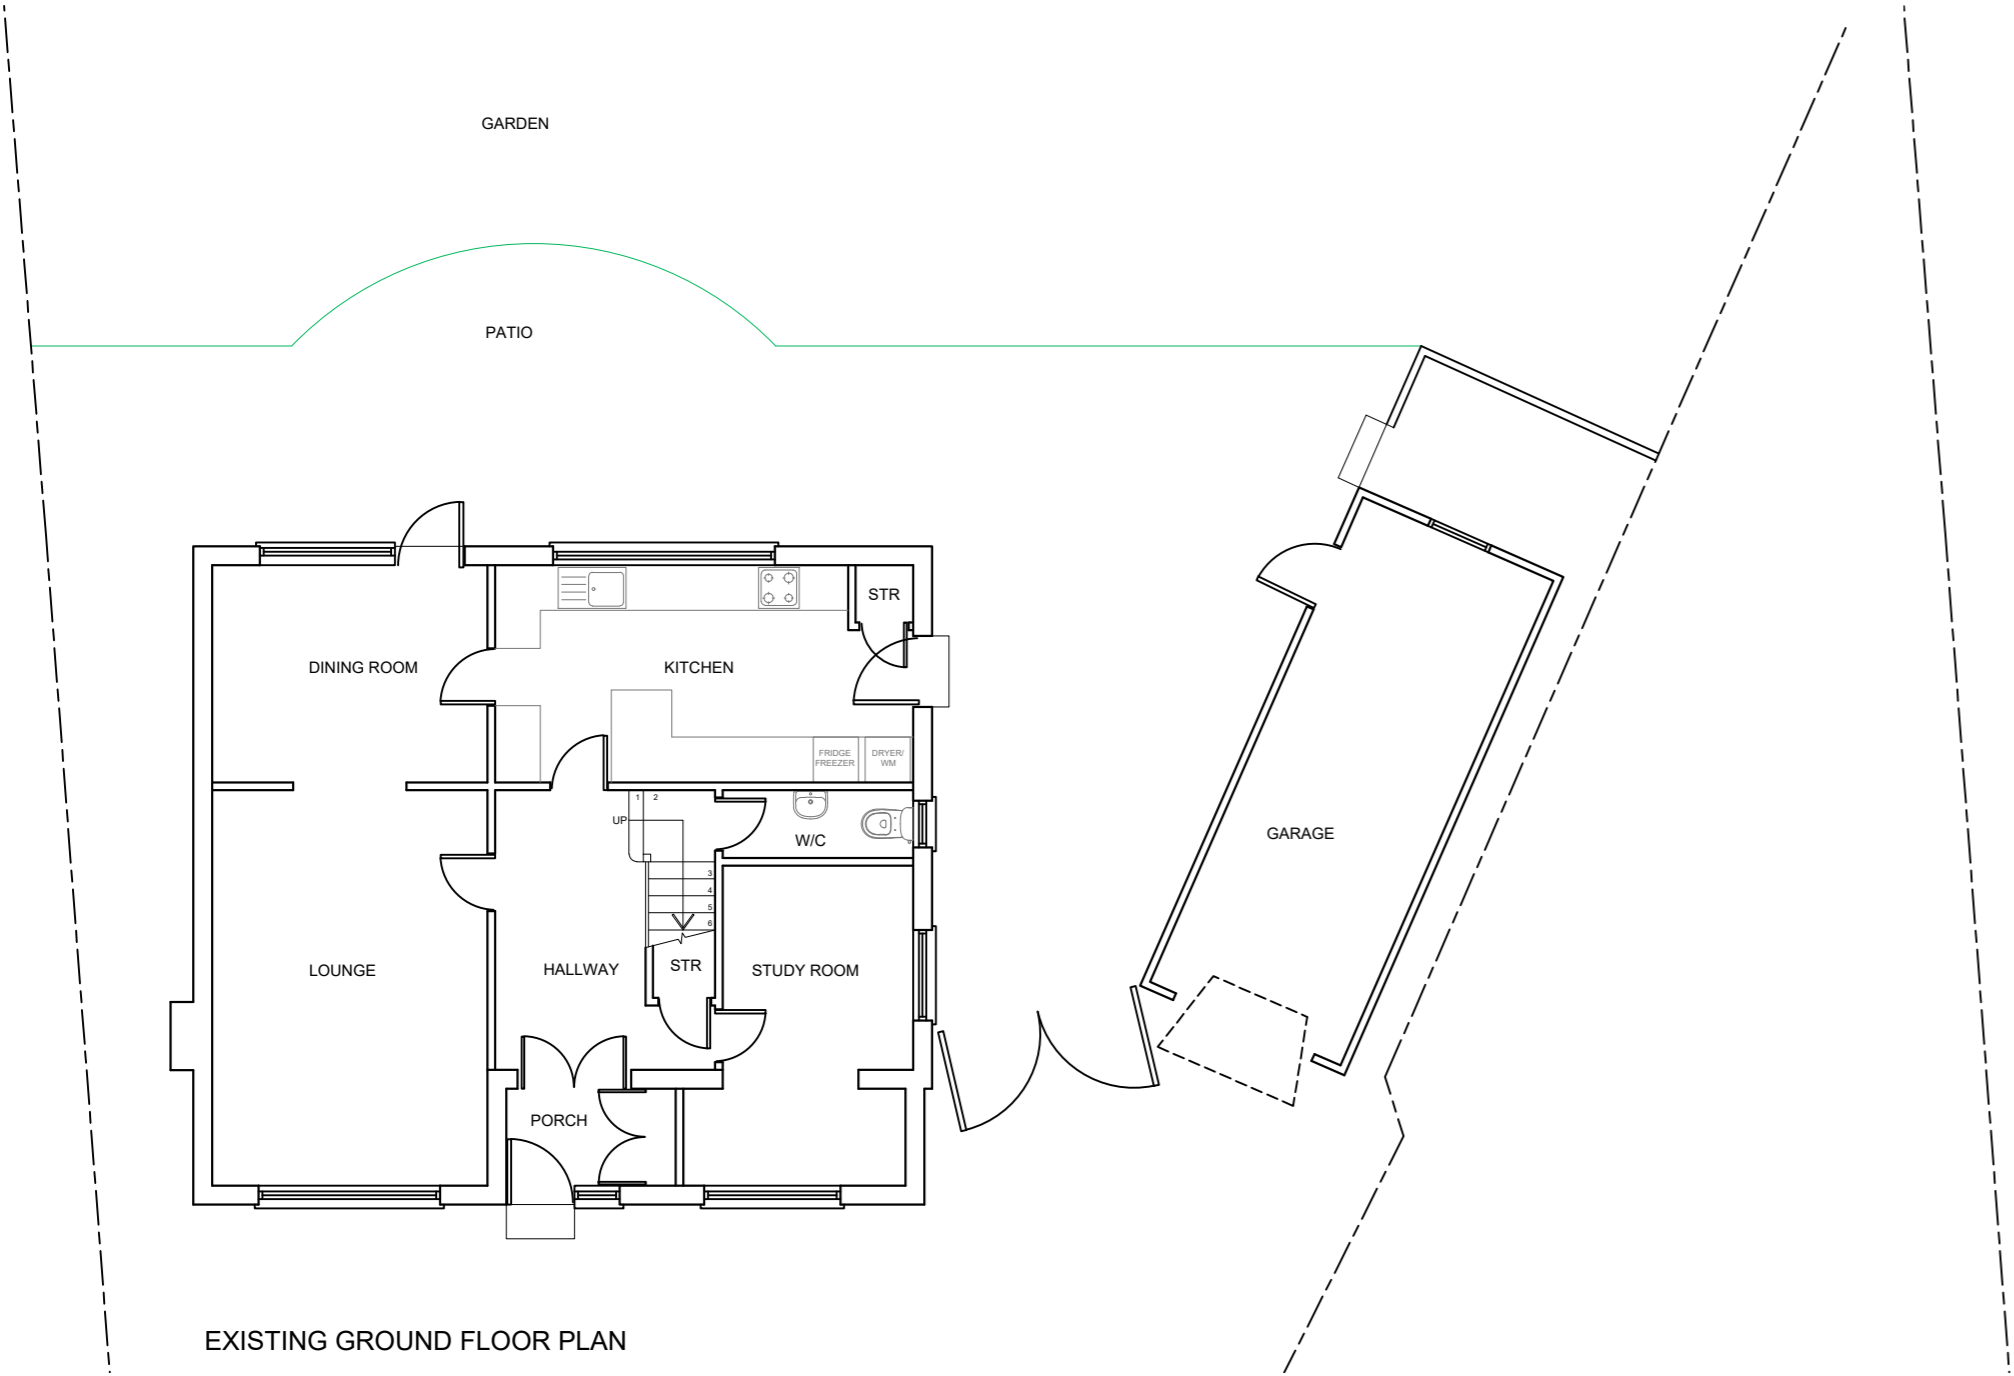 GARDEN
PATIO
STR
DINING ROOM
KITCHEN
FRIDGE
FREEZER
DRYER/
WM
1
2
UP
W/C
GARAGE
3
4
5
6
STR
LOUNGE
HALLWAY
STUDY ROOM
PORCH
EXISTING GROUND FLOOR PLAN